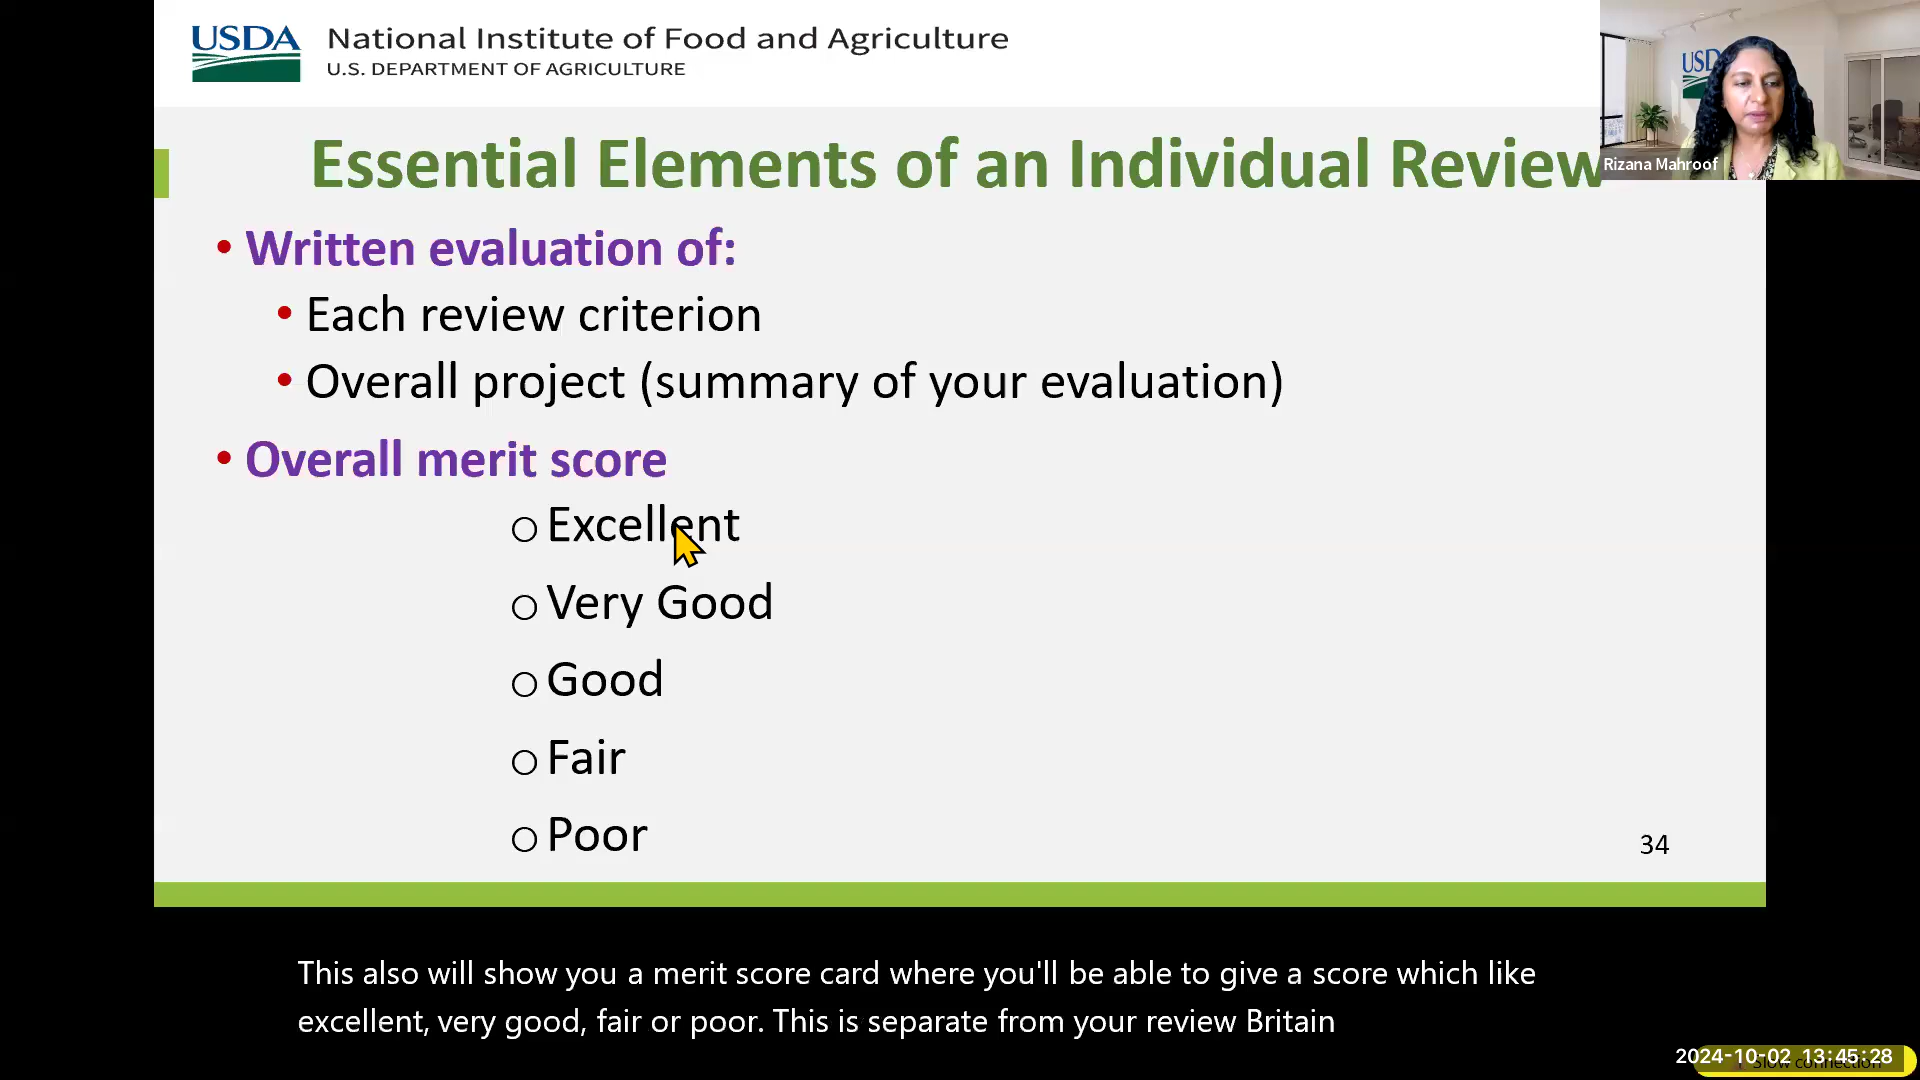 USDA
National Institute of Food and Agriculture
U.S. DEPARTMENT OF AGRICULTURE
USD
Rizana Mahroof
Essential Elements of an Individual Review
• Written evaluation of:
• Each review criterion
• Overall project (summary of your evaluation)
• Overall merit score
○ Excellent
○ Very Good
○ Good
○ Fair
○ Poor
34
This also will show you a merit score card where you'll be able to give a score which like
excellent, very good, fair or poor. This is separate from your review Britain
2024-10-02 13:45:28
Slow connection